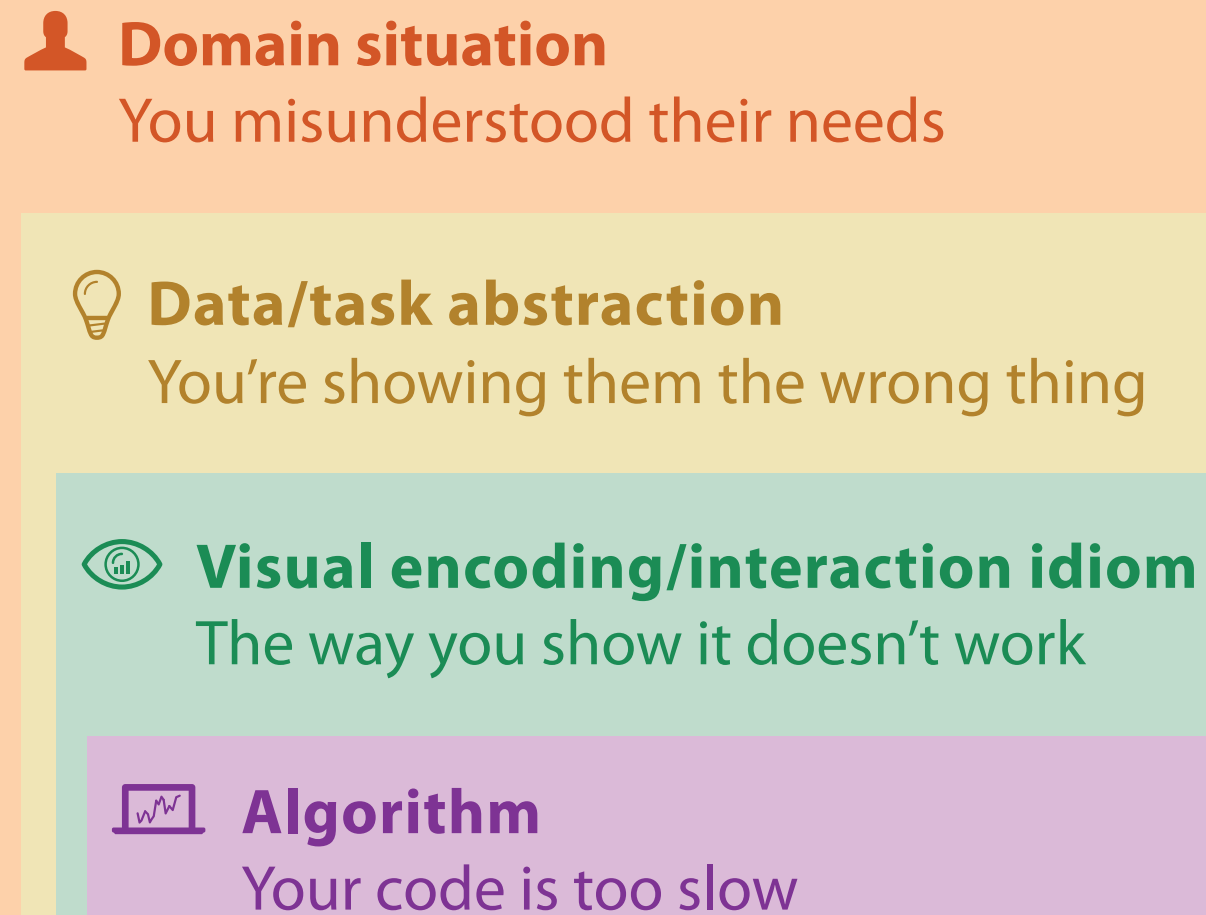 Domain situation
You misunderstood their needs
Data/task abstraction
You’re showing them the wrong thing
Visual encoding/interaction idiom
The way you show it doesn’t work
Algorithm
Your code is too slow